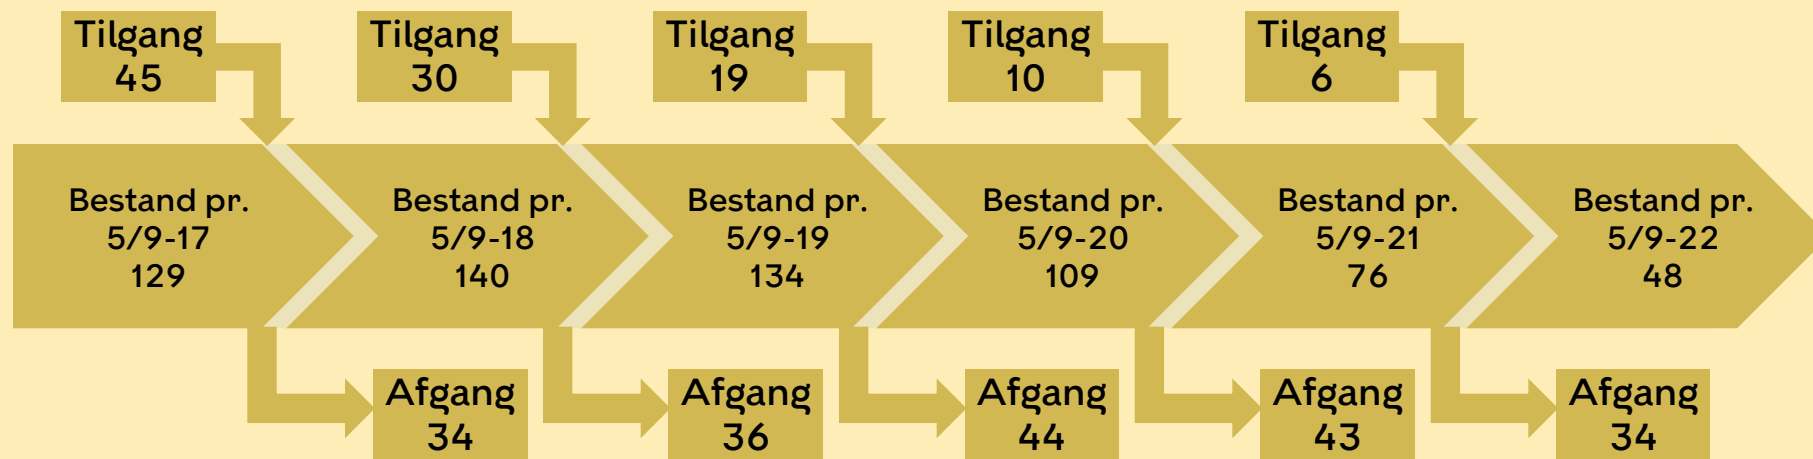 Tilgang
45
Tilgang
30
Tilgang
19
Tilgang
10
Tilgang
6
Bestand pr.
5/9-17
129
Bestand pr.
5/9-18
140
Bestand pr.
5/9-19
134
Bestand pr.
5/9-20
109
Bestand pr.
5/9-21
76
Bestand pr.
5/9-22
48
Afgang
34
Afgang
36
Afgang
44
Afgang
43
Afgang
34